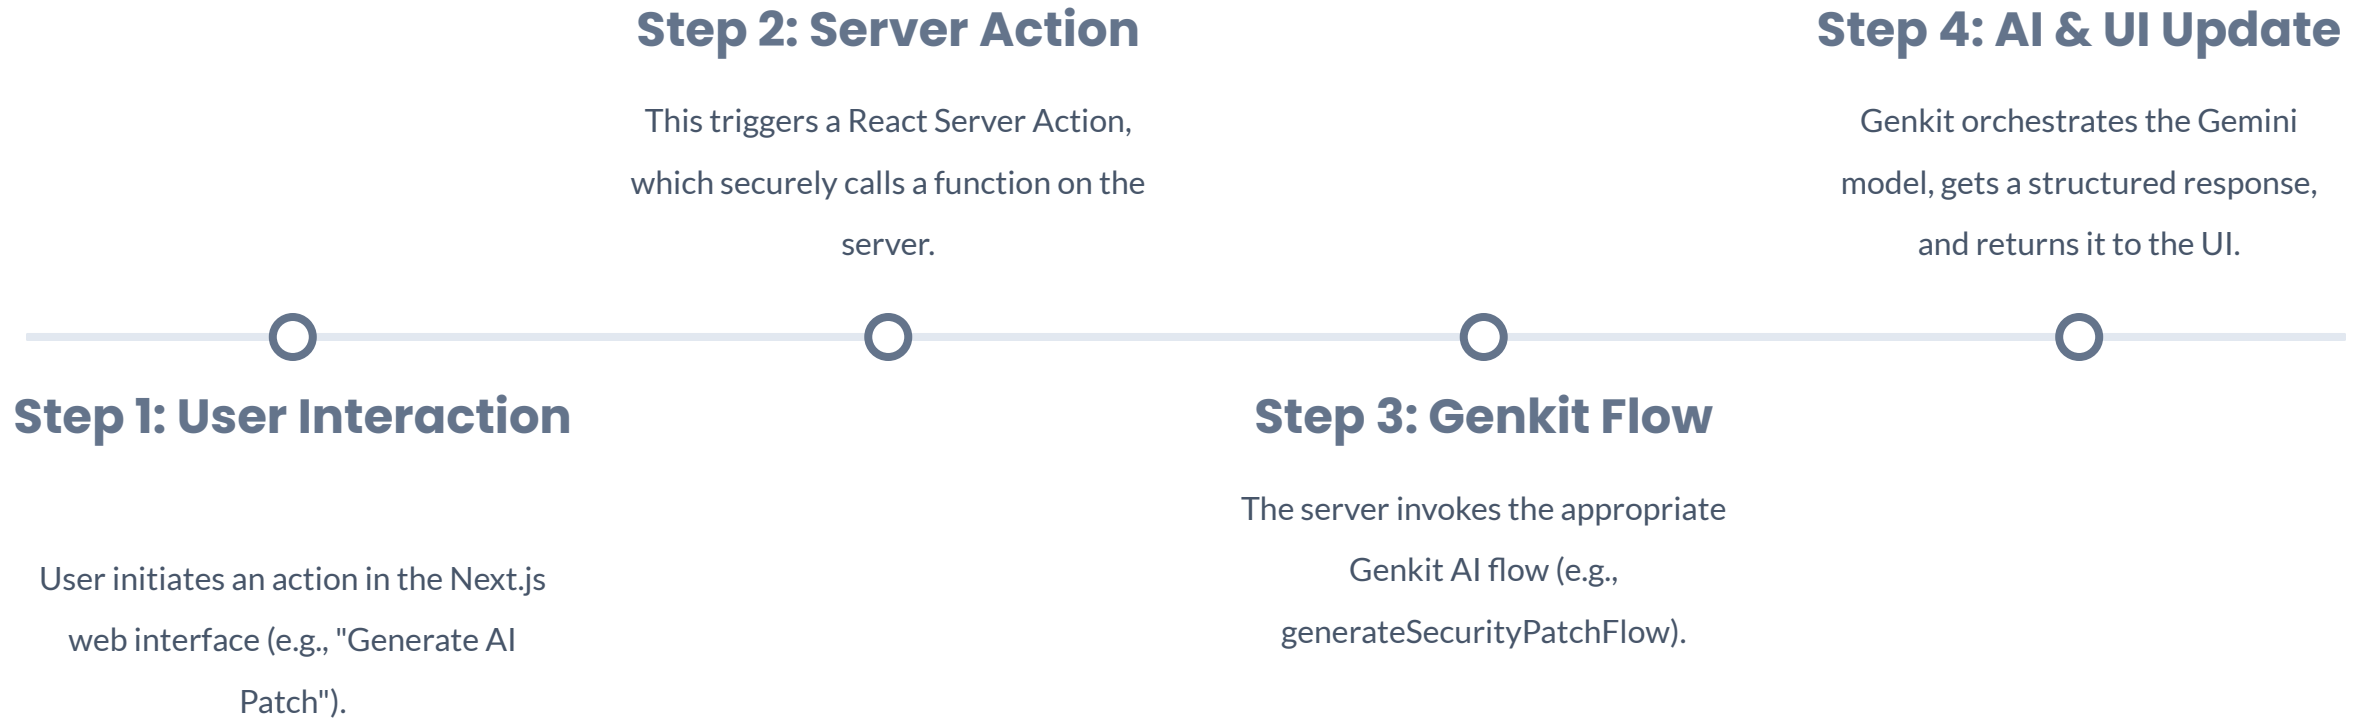 Step 1: User Interaction
User initiates an action in the Next.js
web interface (e.g., "Generate AI
Patch").
Step 2: Server Action
This triggers a React Server Action,
which securely calls a function on the
server.
Step 3: Genkit Flow
The server invokes the appropriate
Genkit AI flow (e.g.,
generateSecurityPatchFlow).
Step 4: AI & UI Update
Genkit orchestrates the Gemini
model, gets a structured response,
and returns it to the UI.